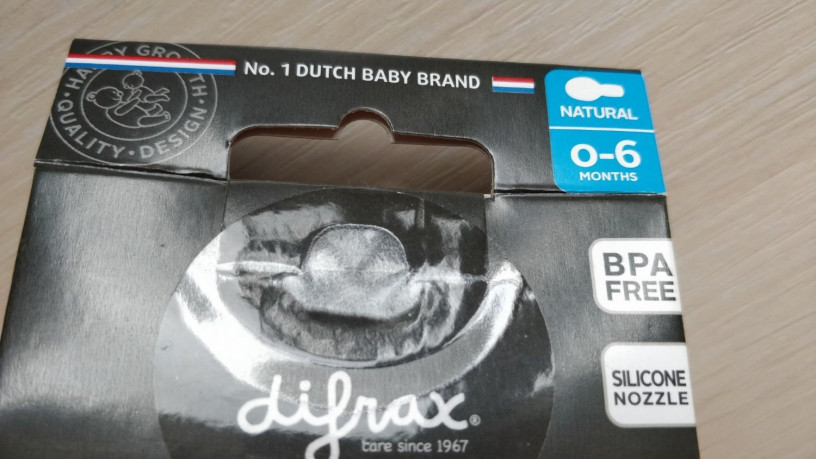 HAPPY GROWTH • QUALITY • DESIGN •
No. 1 DUTCH BABY BRAND
NATURAL
0-6
MONTHS
BPA
FREE
SILICONE
NOZZLE
difrax®
care since 1967